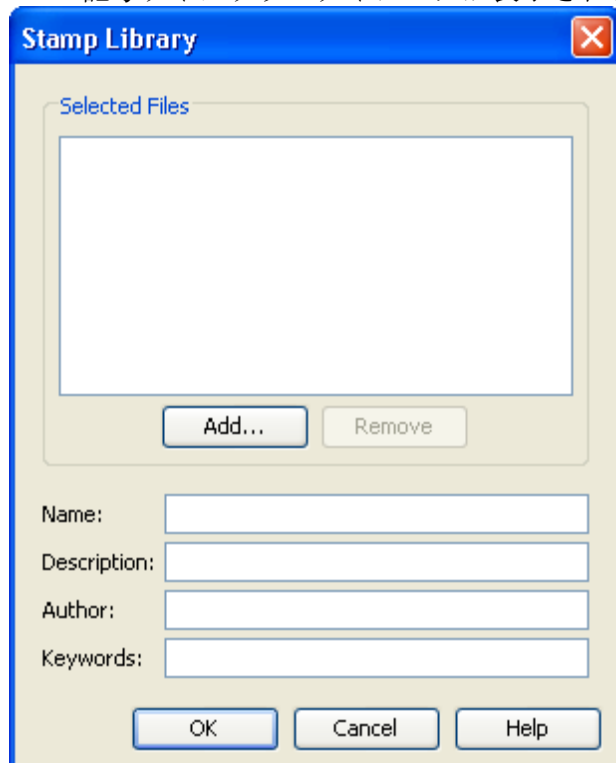 Stamp Library
Selected Files
Add... Remove
Name:
Description:
Author:
Keywords:
OK Cancel Help